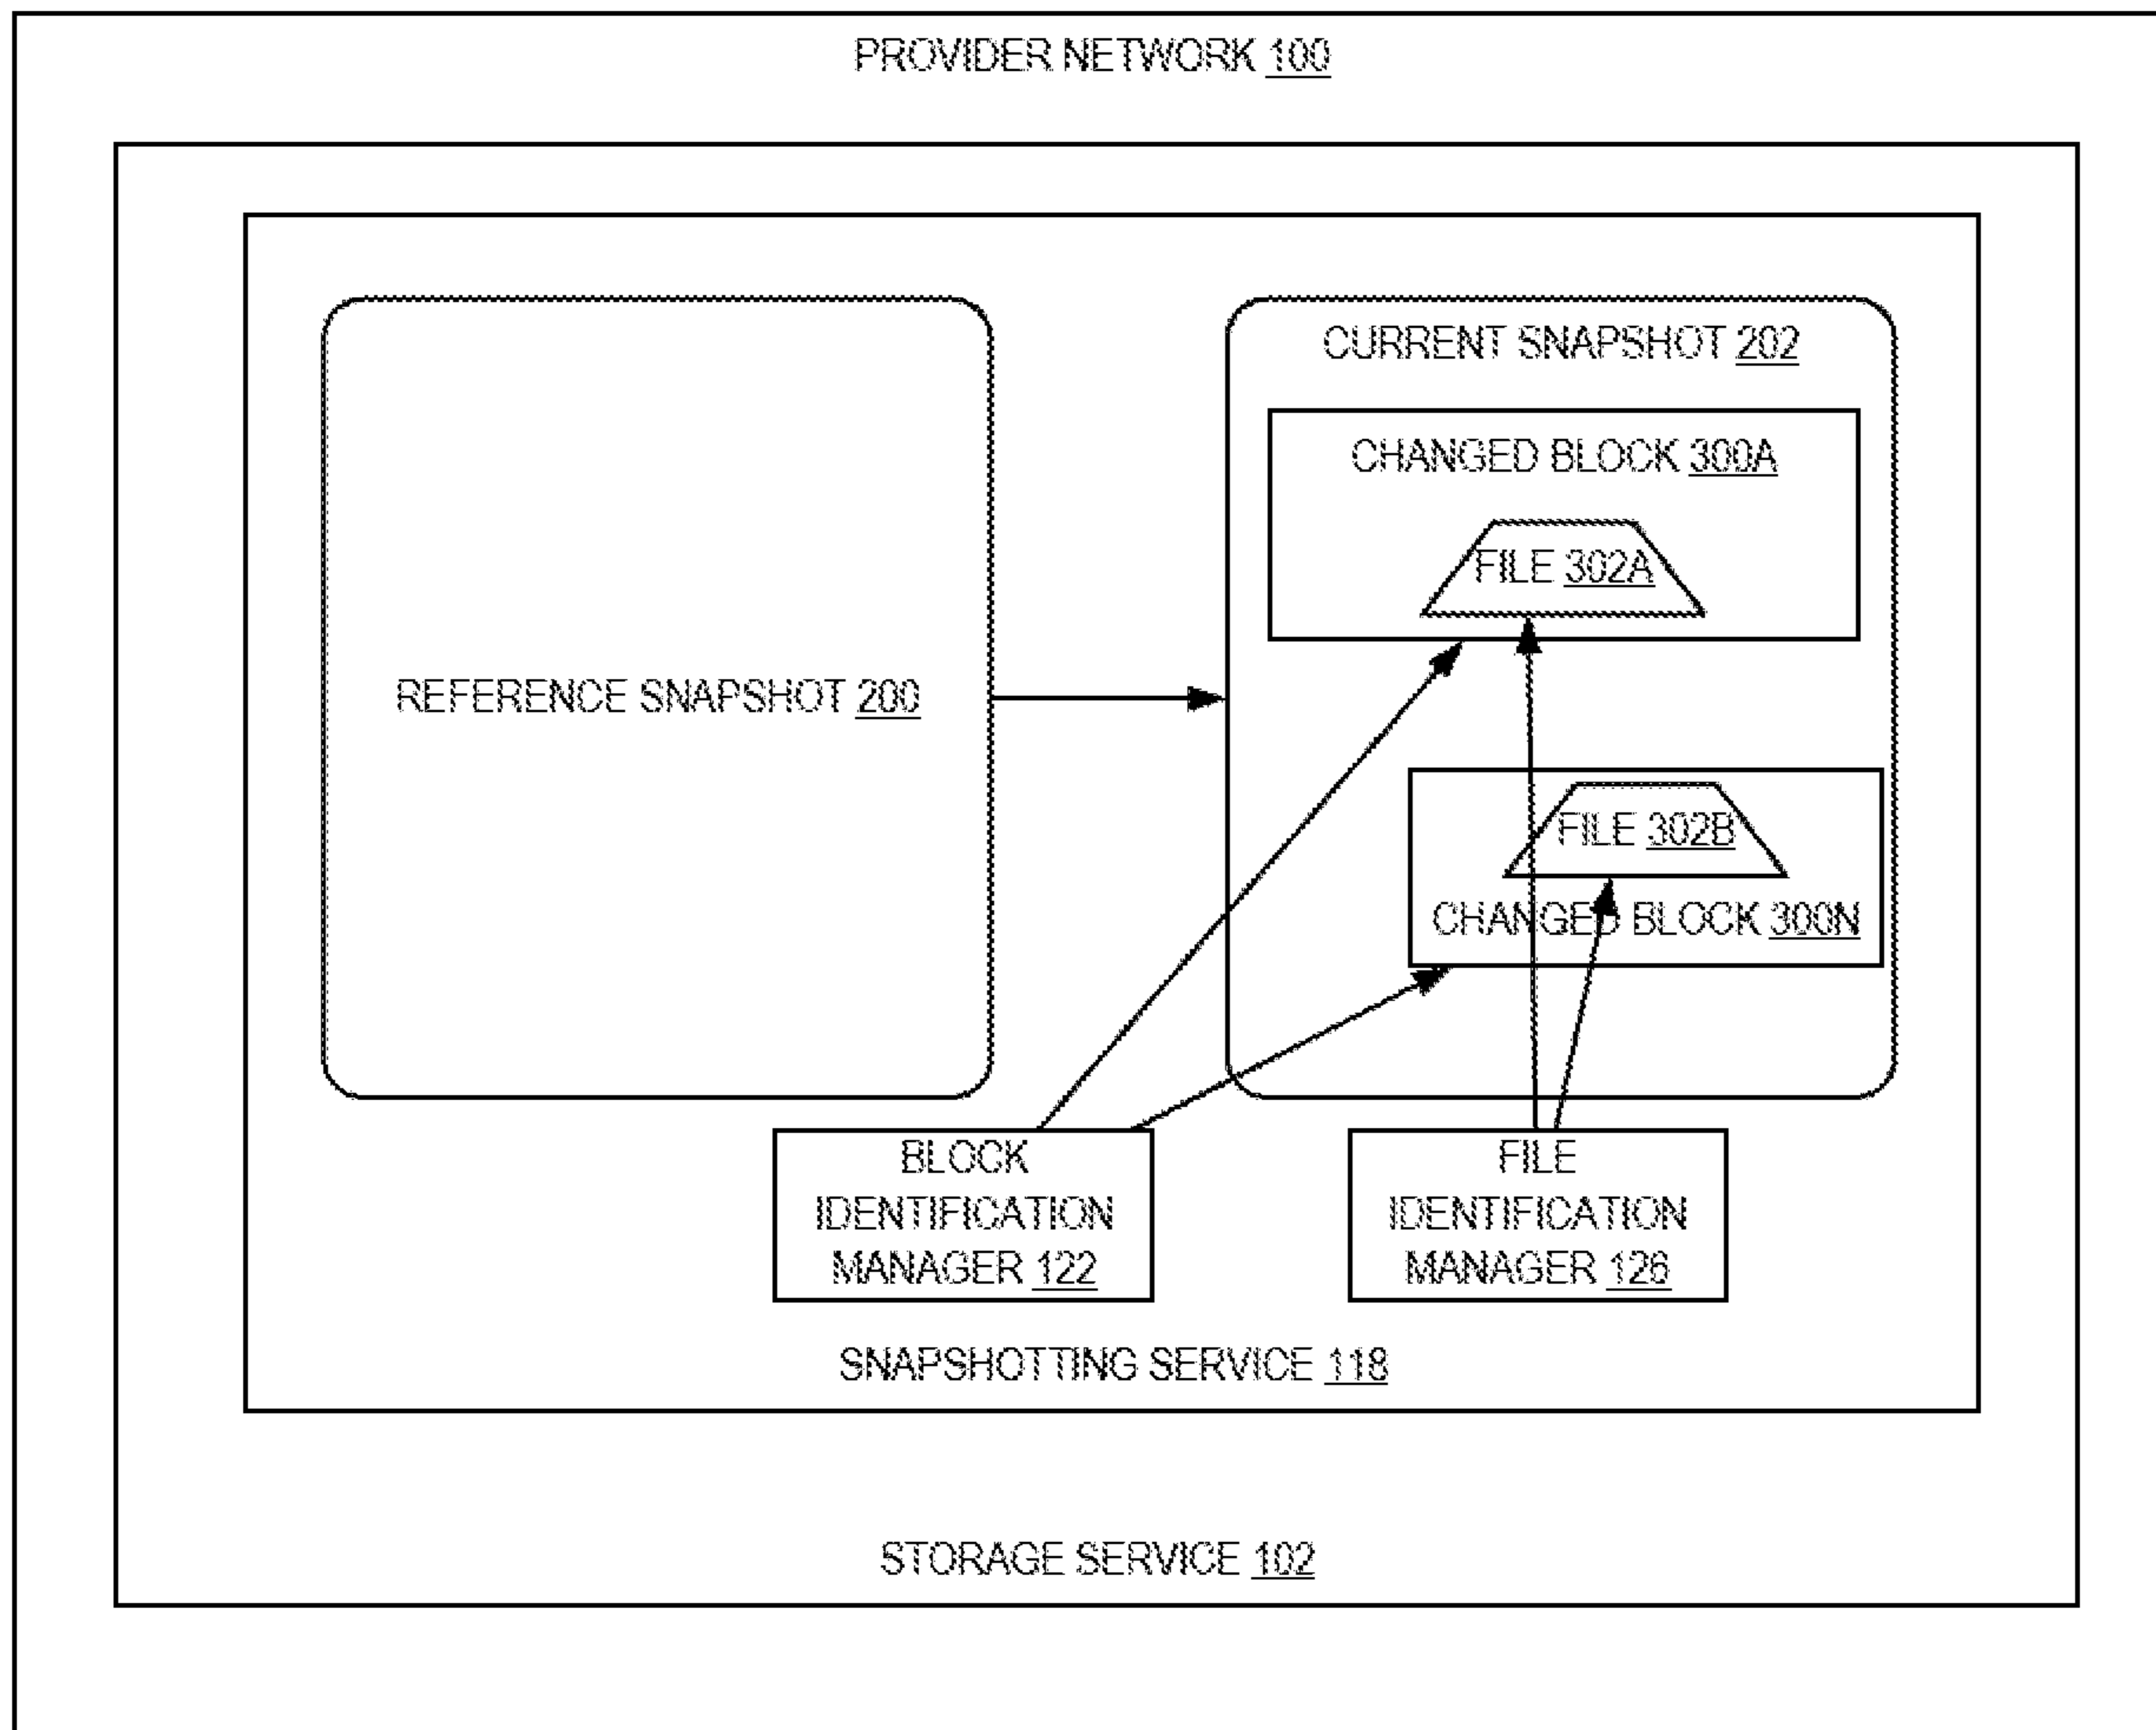 PROVIDER NETWORK 100
CURRENT SNAPSHOT 202
CHANGED BLOCK 300A
FILE 302A
REFERENCE SNAPSHOT 200
FILE 302B
CHANGED BLOCK 300N
BLOCK
IDENTIFICATION
MANAGER 122
FILE
IDENTIFICATION
MANAGER 126
SNAPSHOTTING SERVICE 118
STORAGE SERVICE 102